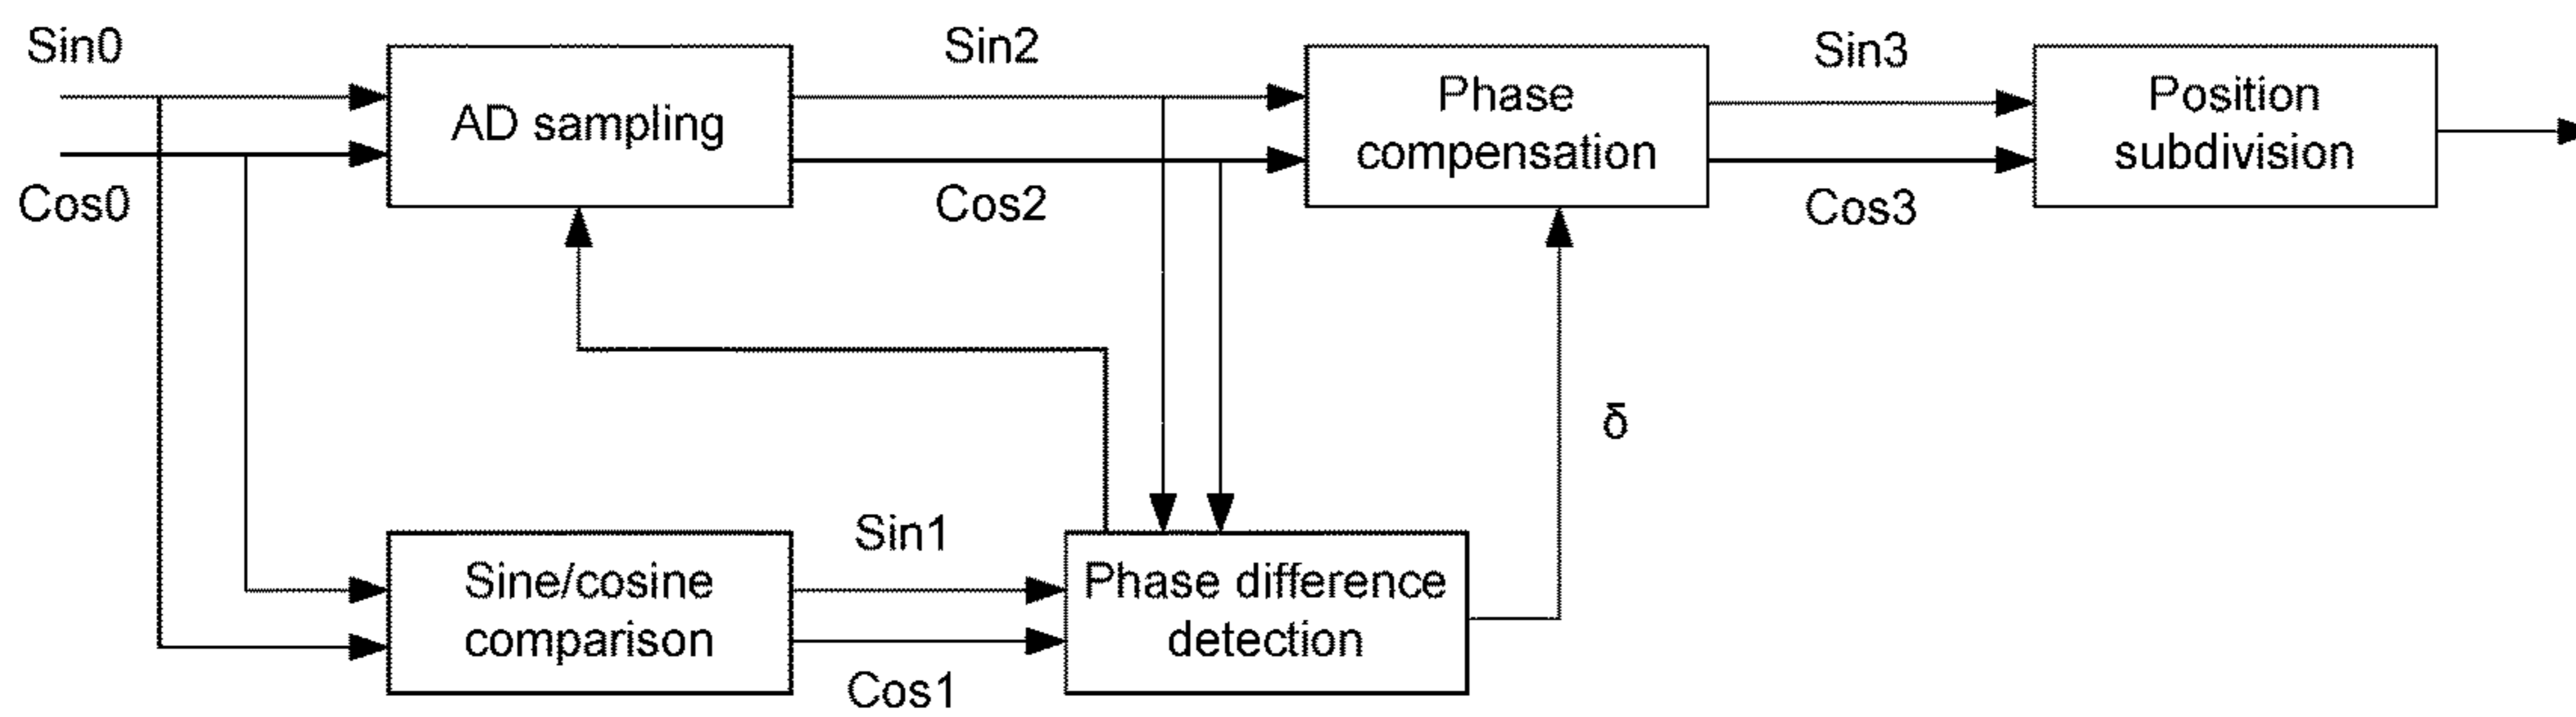 Sin0
Cos0
AD sampling
Sin2
Cos2
Phase
compensation
Sin3
Cos3
Position
subdivision
δ
Sine/cosine
comparison
Sin1
Cos1
Phase difference
detection